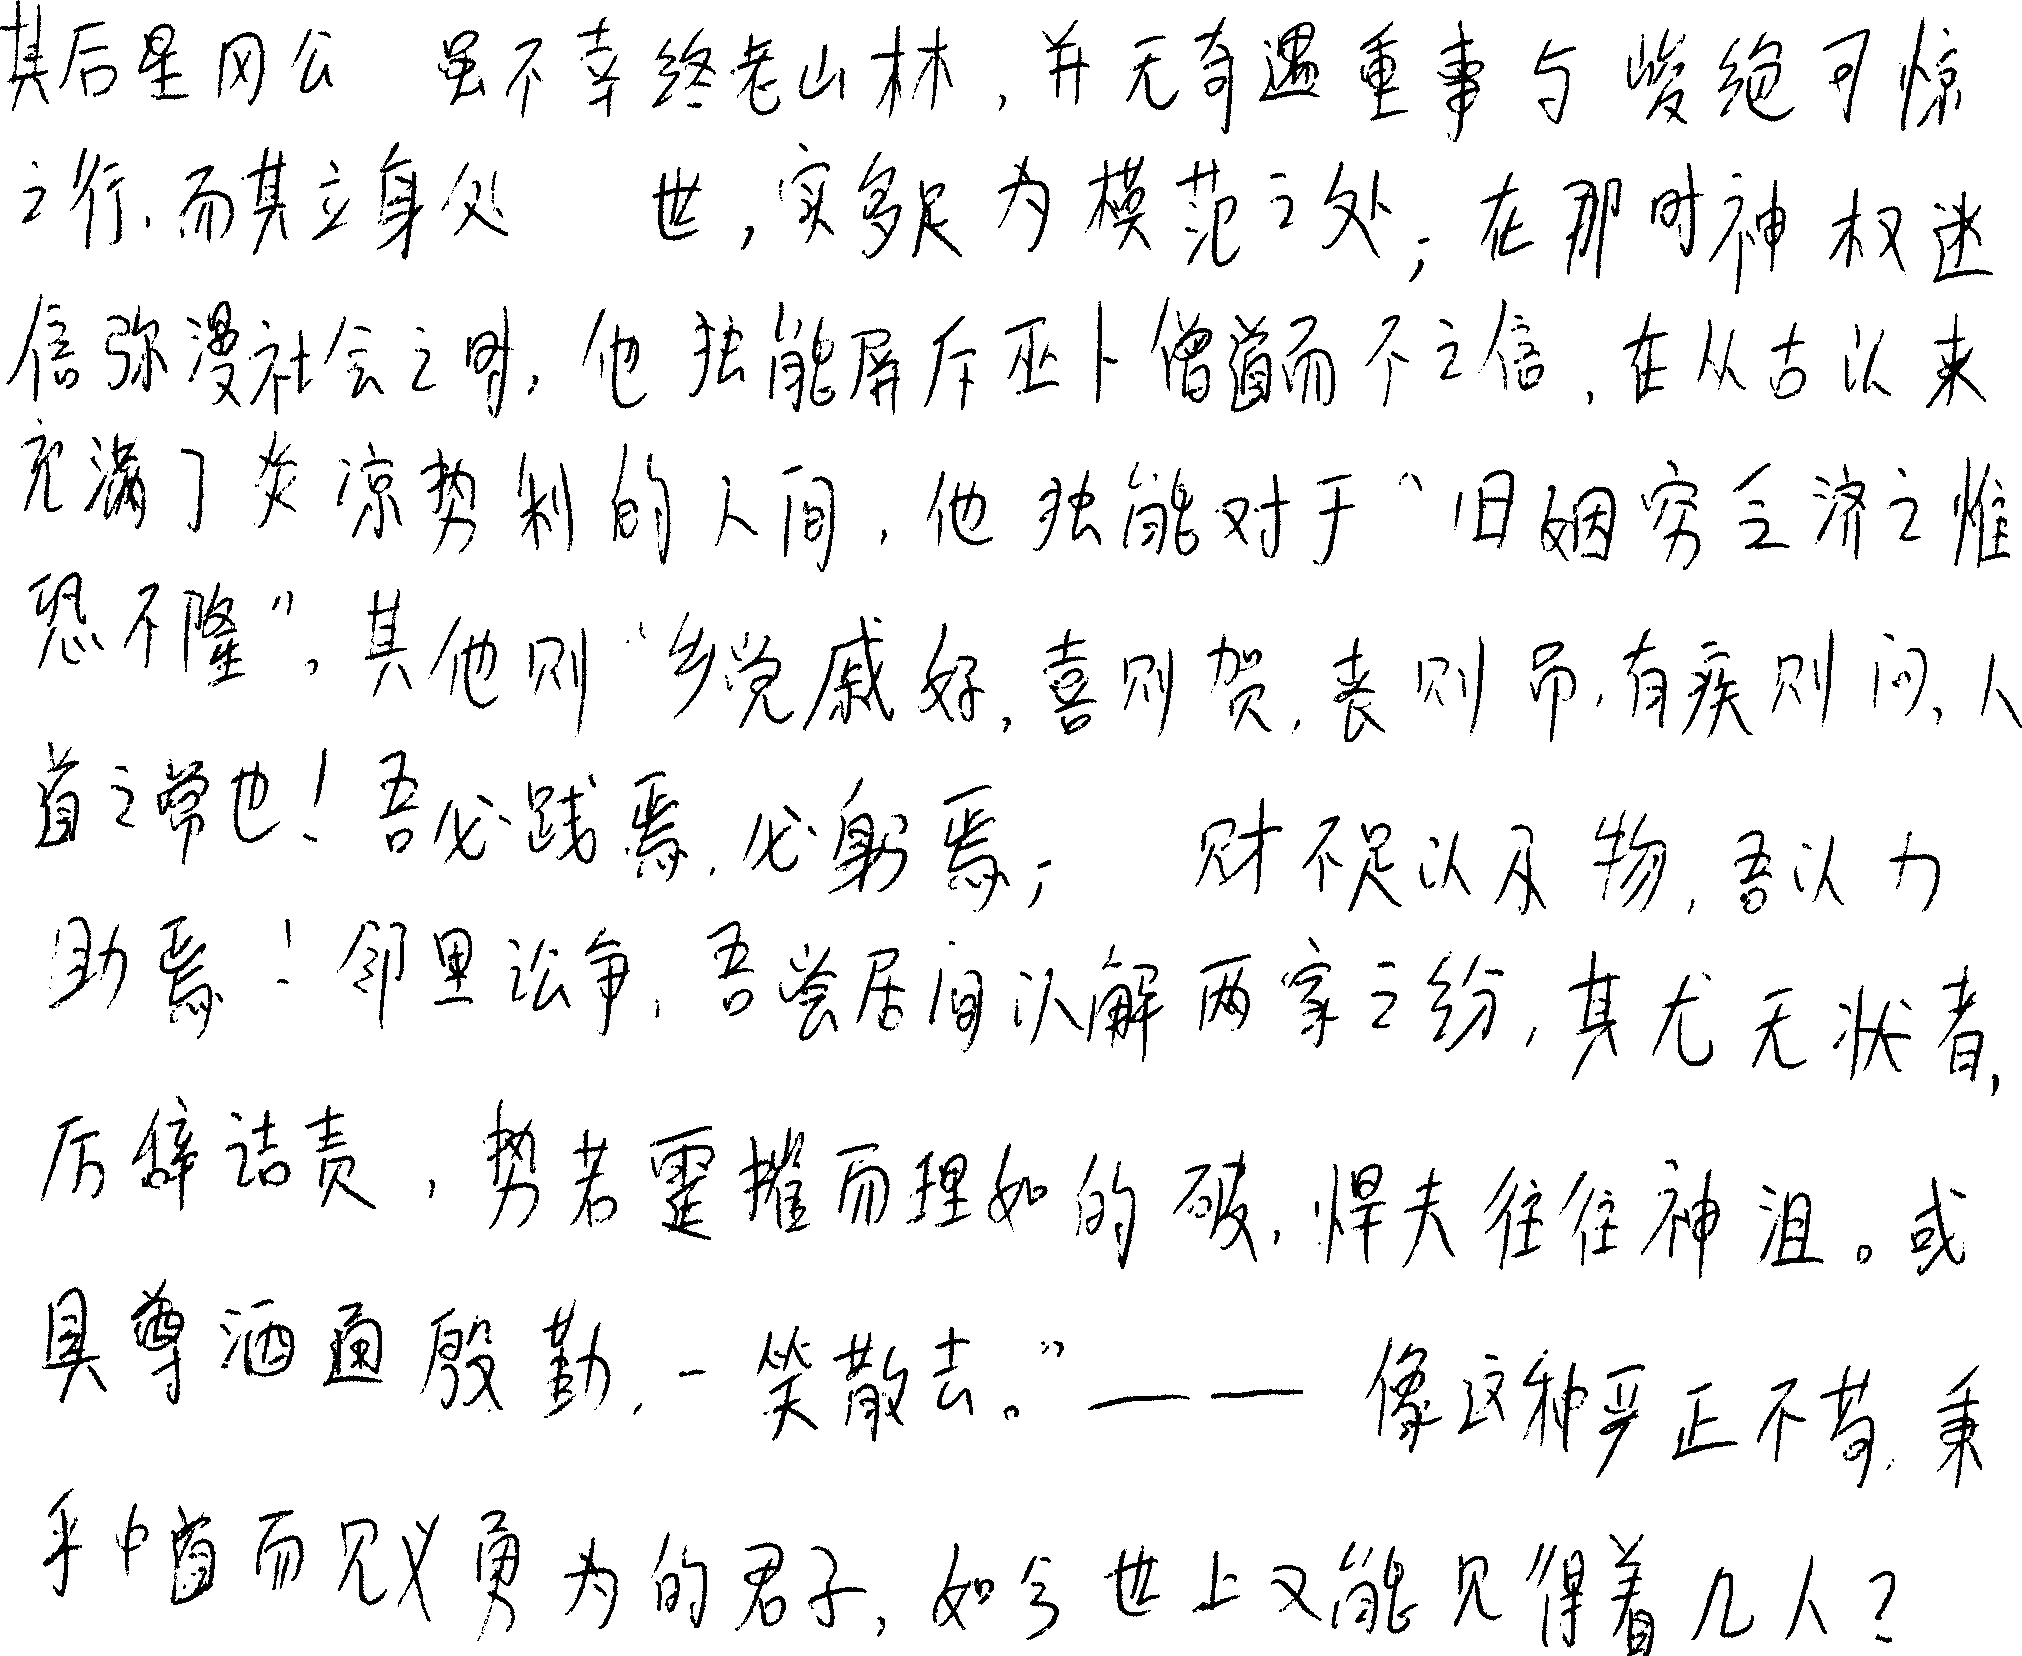 其后星冈公 虽不幸终老山林,并无奇遇重事与峻绝可惊
之行,而其立身处 世,实多足为模范之处;在那时神权迷
信弥漫社会之时,他独能屏斥巫卜僧道而不之信,在从古以来
充满了炎凉势利的人间,他独能对于“旧姻穷乏济之惟
恐不隆”,其他则“乡党戚好,喜则贺,丧则吊,有疾则问,人
道之常也!吾必践焉,必躬焉; 财不足以及物,吾以力
助焉!邻里讼争,吾尝居间以解两家之纷,其尤无状者,
厉辞诘责,势若霆摧而理如的破,悍夫往往神沮。或
具尊酒通殷勤,一笑散去。”——像这种严正不苟,秉
乎中道而见义勇为的君子,如今世上又能见得着几人?